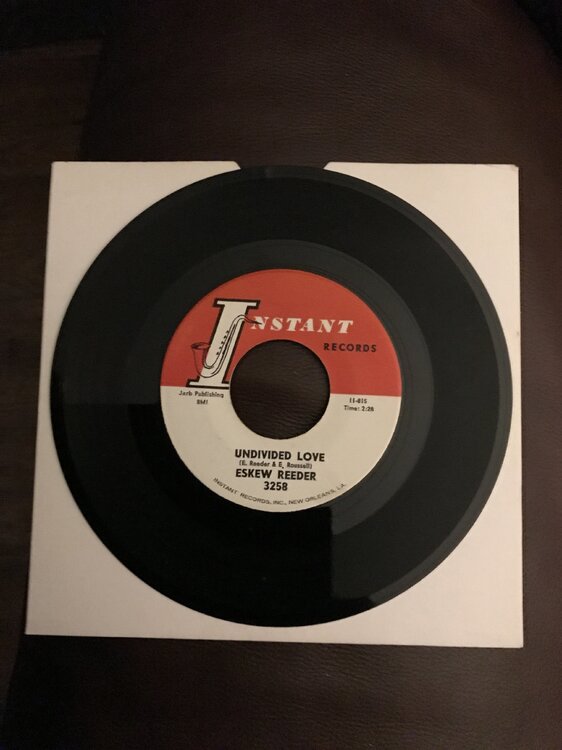 INSTANT
RECORDS
Jarb Publishing
BMI
11-815
Time: 2:28
UNDIVIDED LOVE
(E. Reeder & E. Roussell)
ESKEW REEDER
3258
INSTANT RECORDS, INC., NEW ORLEANS, LA.